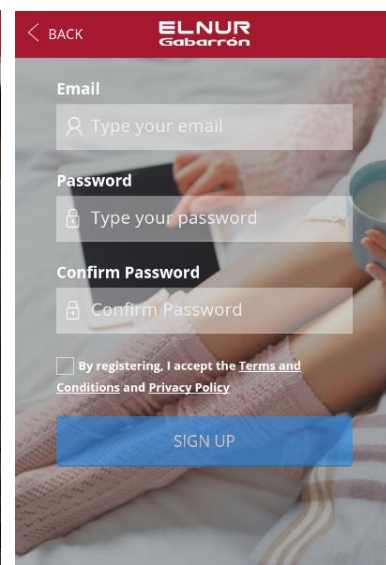 BACK
ELNUR
Gabarrón
Email
Type your email
Password
Type your password
Confirm Password
Confirm Password
By registering, I accept the Terms and
Conditions and Privacy Policy
SIGN UP